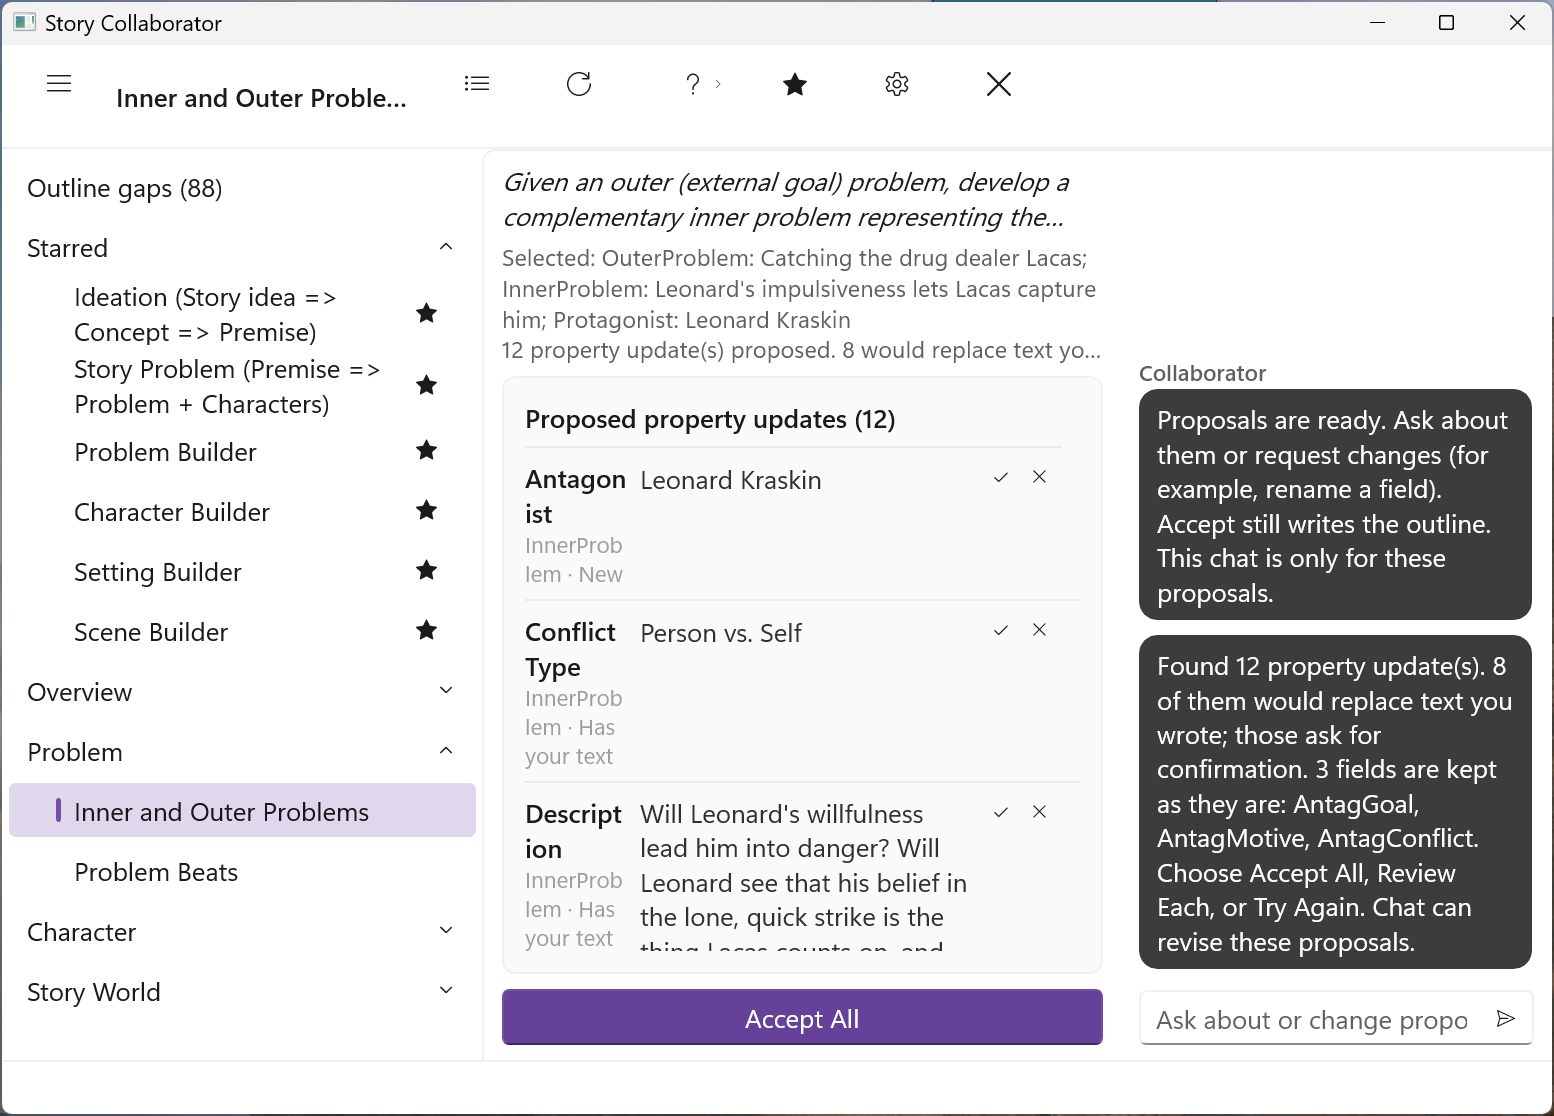 Story Collaborator
Inner and Outer Proble...
?
Outline gaps (88)
Starred
Ideation (Story idea =>
Concept => Premise)
Story Problem (Premise =>
Problem + Characters)
Problem Builder
Character Builder
Setting Builder
Scene Builder
Overview
Problem
Inner and Outer Problems
Problem Beats
Character
Story World
Given an outer (external goal) problem, develop a
complementary inner problem representing the...
Selected: OuterProblem: Catching the drug dealer Lacas;
InnerProblem: Leonard's impulsiveness lets Lacas capture
him; Protagonist: Leonard Kraskin
12 property update(s) proposed. 8 would replace text yo...
Proposed property updates (12)
Antagon
ist
InnerProb
lem · New
Leonard Kraskin
Conflict
Type
InnerProb
lem · Has
your text
Person vs. Self
Descript
ion
InnerProb
lem · Has
your text
Will Leonard's willfulness
lead him into danger? Will
Leonard see that his belief in
the lone, quick strike is the
thing Lacas counts on, and
Accept All
Collaborator
Proposals are ready. Ask about
them or request changes (for
example, rename a field).
Accept still writes the outline.
This chat is only for these
proposals.
Found 12 property update(s). 8
of them would replace text you
wrote; those ask for
confirmation. 3 fields are kept
as they are: AntagGoal,
AntagMotive, AntagConflict.
Choose Accept All, Review
Each, or Try Again. Chat can
revise these proposals.
Ask about or change propo